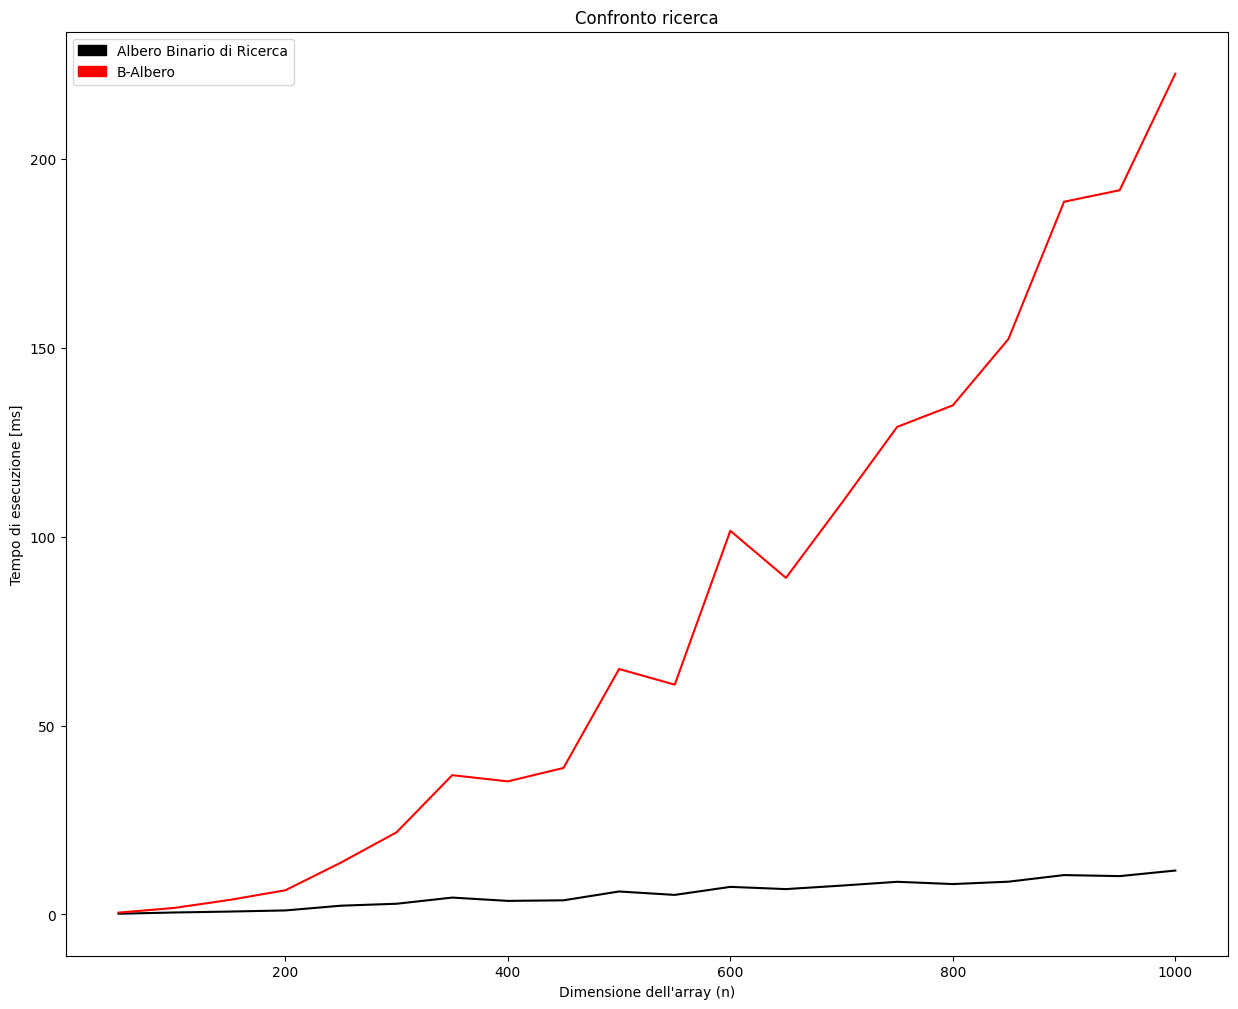 Confronto ricerca
Albero Binario di Ricerca
B-Albero
Tempo di esecuzione [ms]
200
150
100
50
0
200 400 600 800 1000
Dimensione dell'array (n)